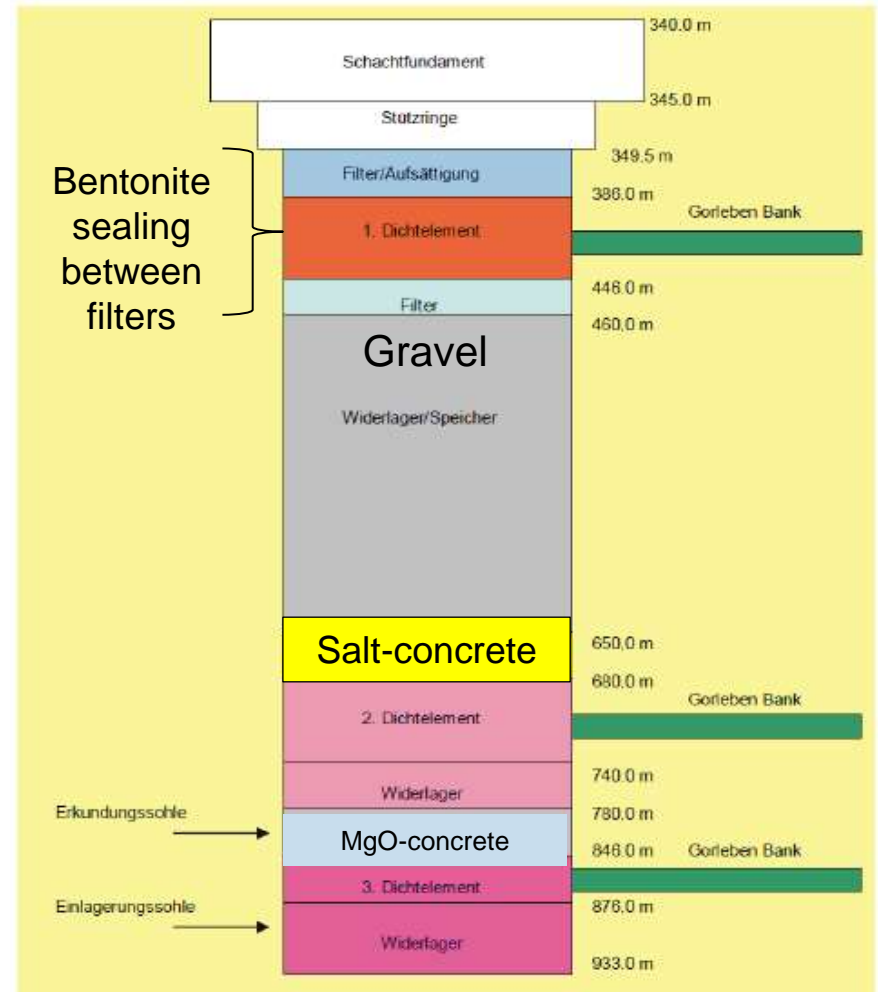 340.0 m
Schachtfundament
345.0 m
Stützringe
349.5 m
Bentonite
sealing
between
filters
Filter/Aufsättigung
386.0 m
Gorleben Bank
1. Dichtelement
446.0 m
Filter
460.0 m
Gravel
Widerlager/Speicher
Salt-concrete
650.0 m
680.0 m
Gorleben Bank
2. Dichtelement
740.0 m
Widerlager
Erkundungssohle
780.0 m
MgO-concrete
846.0 m
Gorleben Bank
3. Dichtelement
876.0 m
Einlagerungssohle
Widerlager
933.0 m